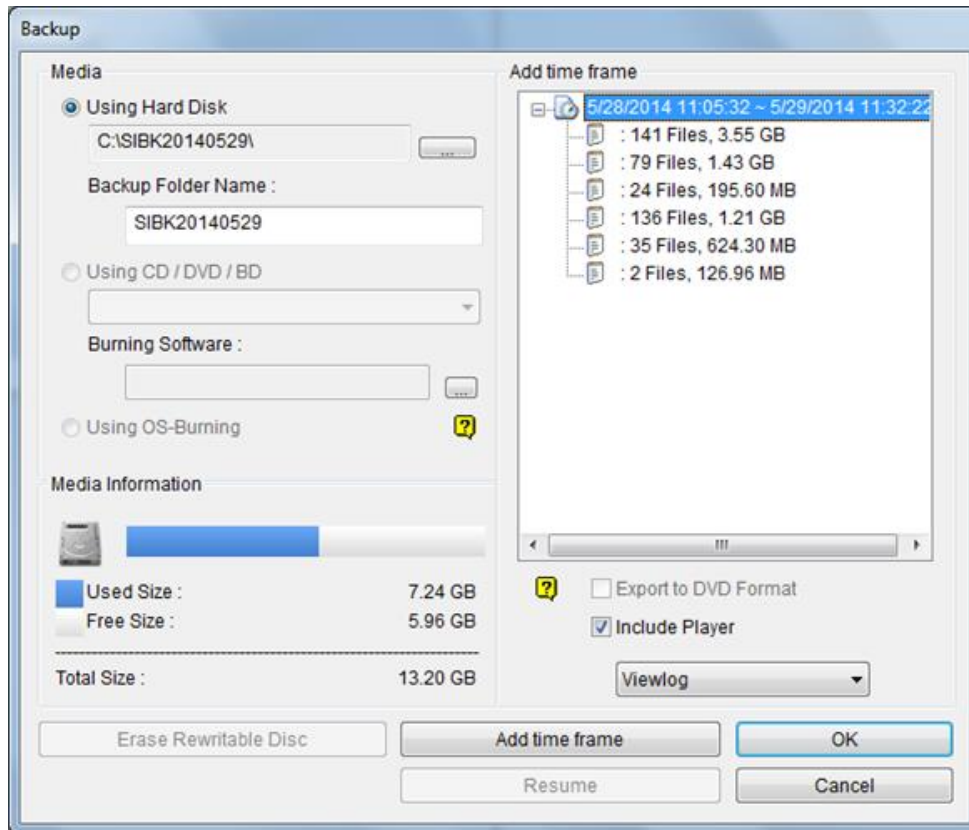 Backup
Media
Using Hard Disk
C:\SIBK20140529\
...
Backup Folder Name :
SIBK20140529
Using CD / DVD / BD
Burning Software :
...
Using OS-Burning
?
Media Information
Used Size : 7.24 GB
Free Size : 5.96 GB
Total Size : 13.20 GB
Add time frame
5/28/2014 11:05:32 ~ 5/29/2014 11:32:22
: 141 Files, 3.55 GB
: 79 Files, 1.43 GB
: 24 Files, 195.60 MB
: 136 Files, 1.21 GB
: 35 Files, 624.30 MB
: 2 Files, 126.96 MB
? Export to DVD Format
Include Player
Viewlog
Erase Rewritable Disc Add time frame OK
Resume Cancel